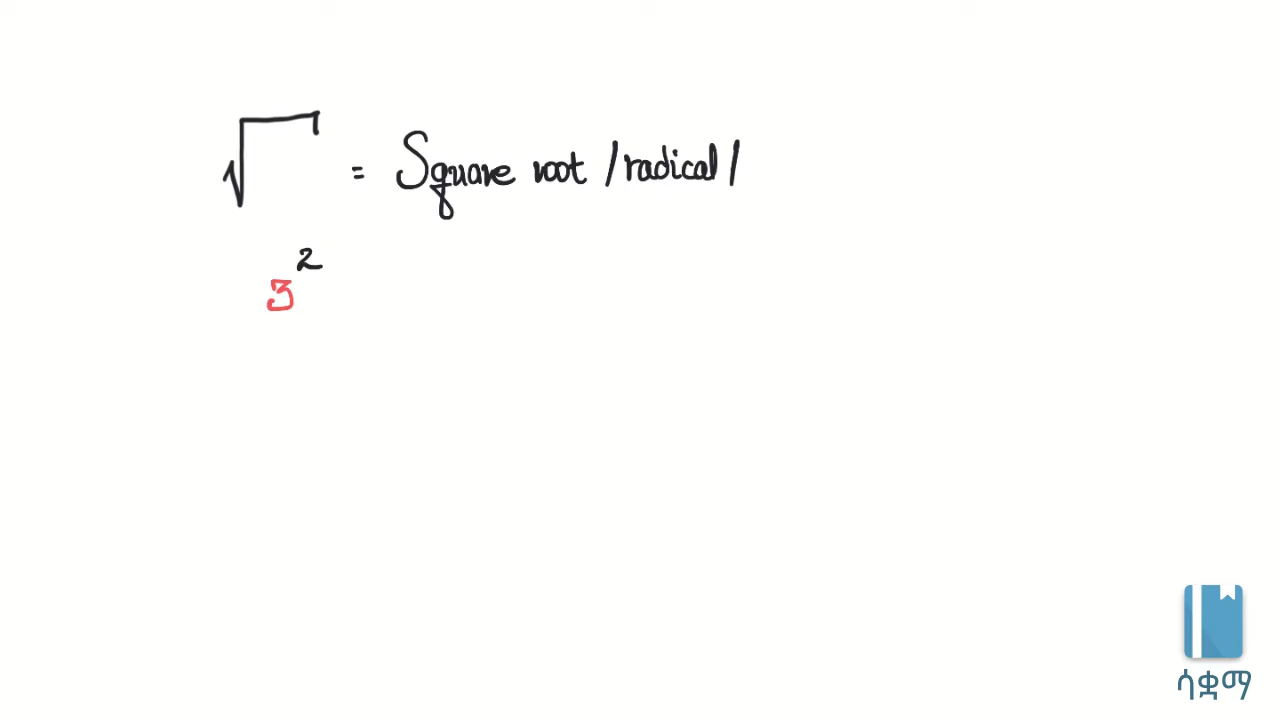 √ = Square root /radical/
3²
ሳቋማ